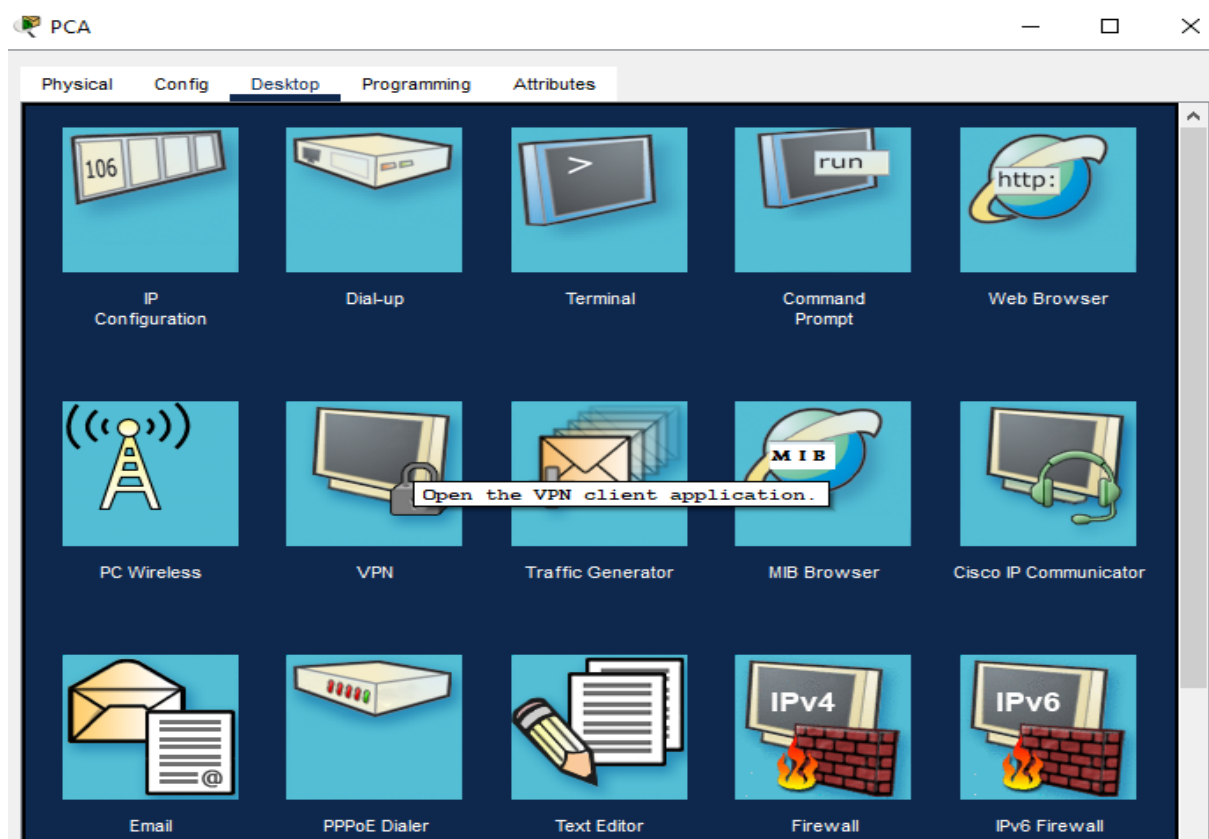 PCA
Physical Config Desktop Programming Attributes
106
>
run
http:
IP
Configuration
Dial-up
Terminal
Command
Prompt
Web Browser
MIB
Open the VPN client application.
PC Wireless
VPN
Traffic Generator
MIB Browser
Cisco IP Communicator
@
IPv4
IPv6
Email
PPPoE Dialer
Text Editor
Firewall
IPv6 Firewall